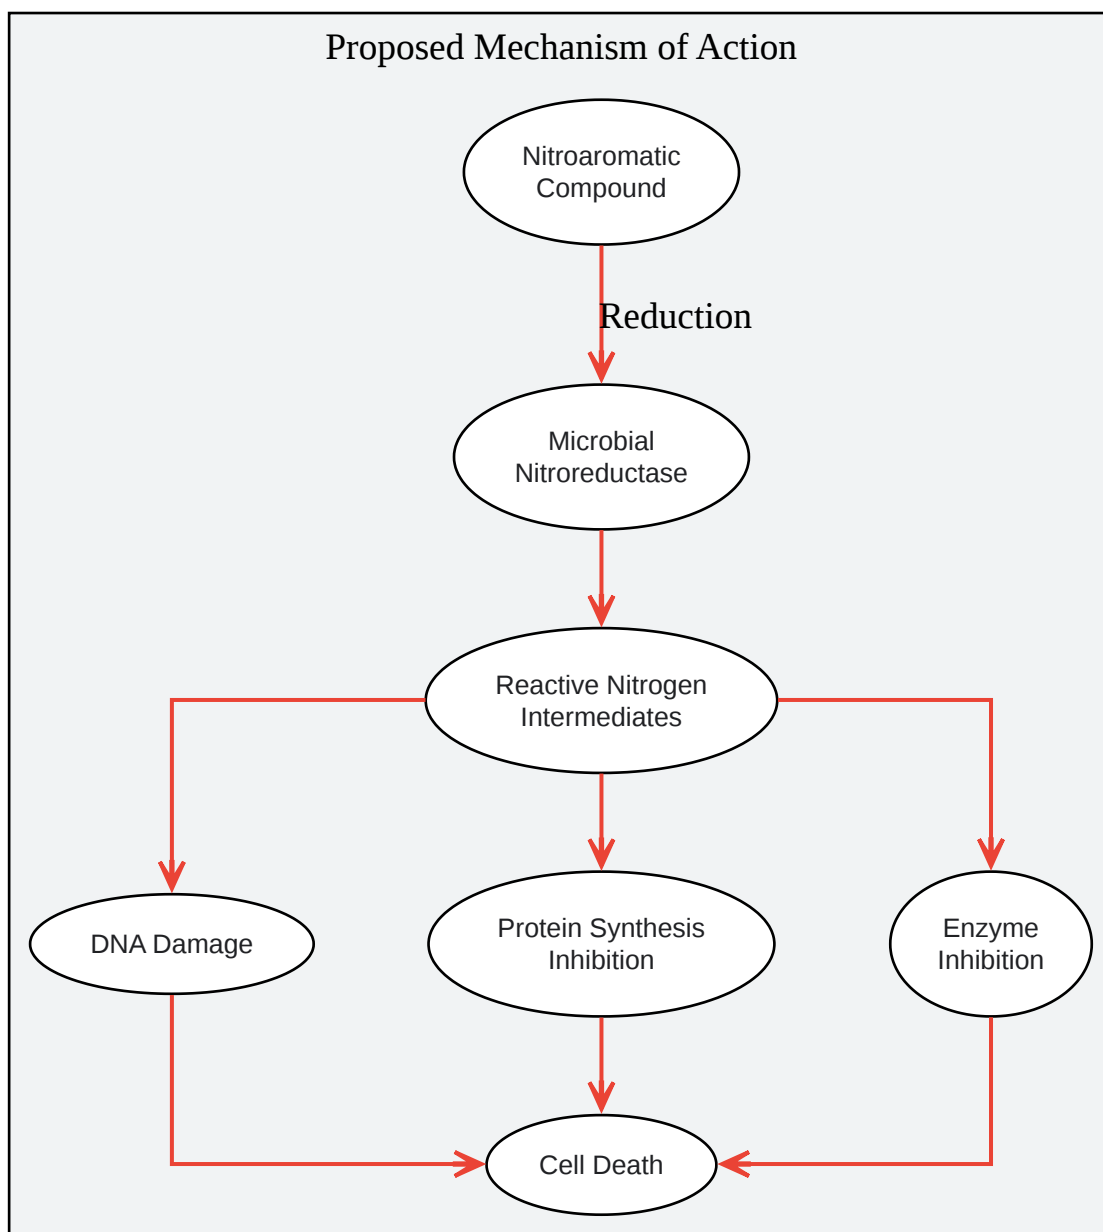 Proposed Mechanism of Action
Nitroaromatic
Compound
Reduction
Microbial
Nitroreductase
Reactive Nitrogen
Intermediates
DNA Damage
Protein Synthesis
Inhibition
Enzyme
Inhibition
Cell Death